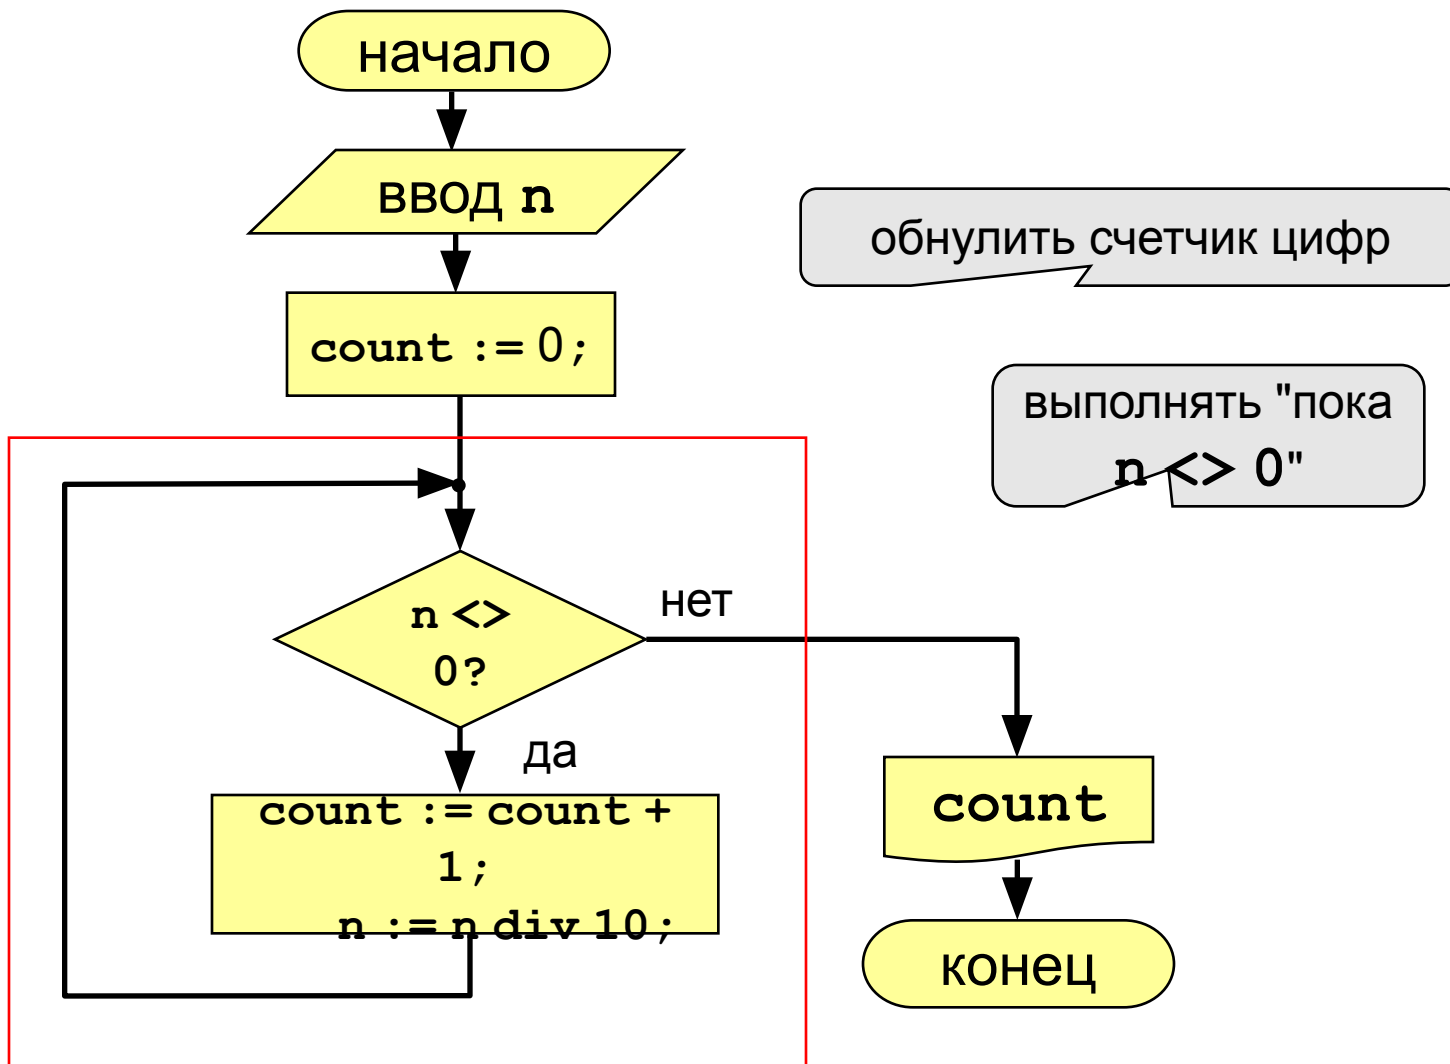 начало
ввод n
обнулить счетчик цифр
count := 0;
выполнять "пока
n <> 0"
n <>
0?
нет
да
count := count +
1;
n := n div 10;
count
конец